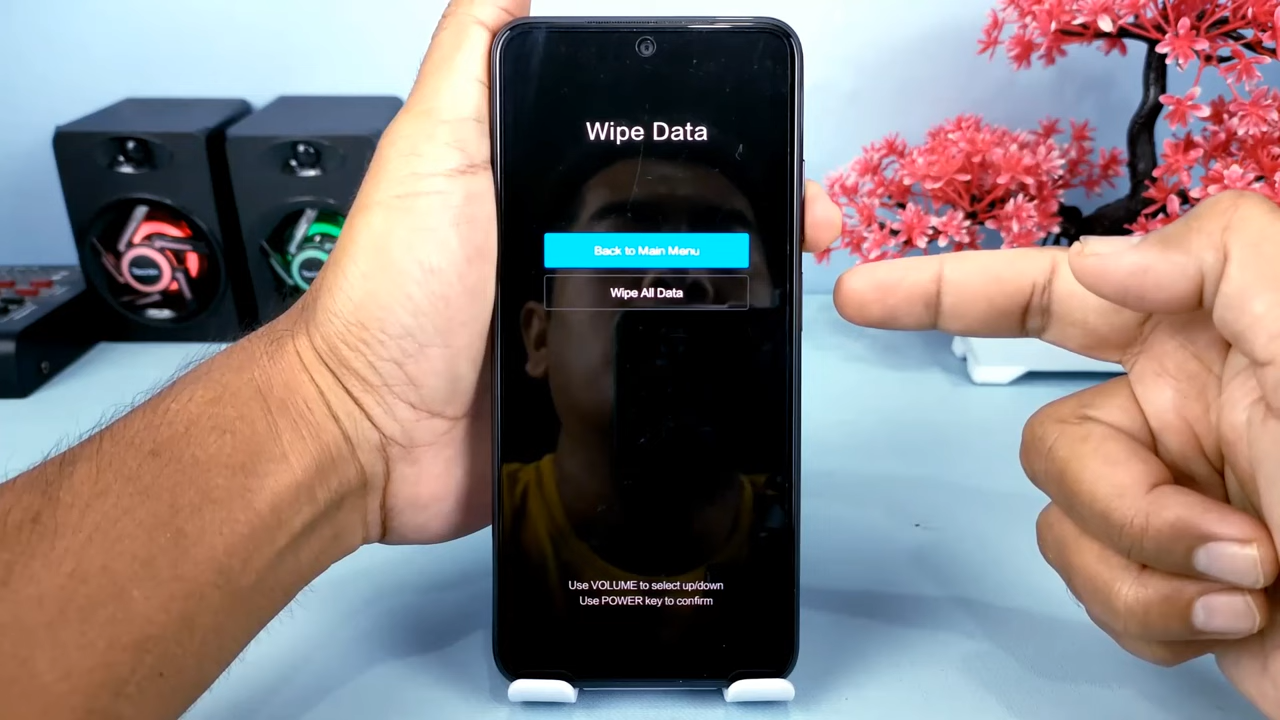 Wipe Data
Back to Main Menu
Wipe All Data
Use VOLUME to select up/down
Use POWER key to confirm